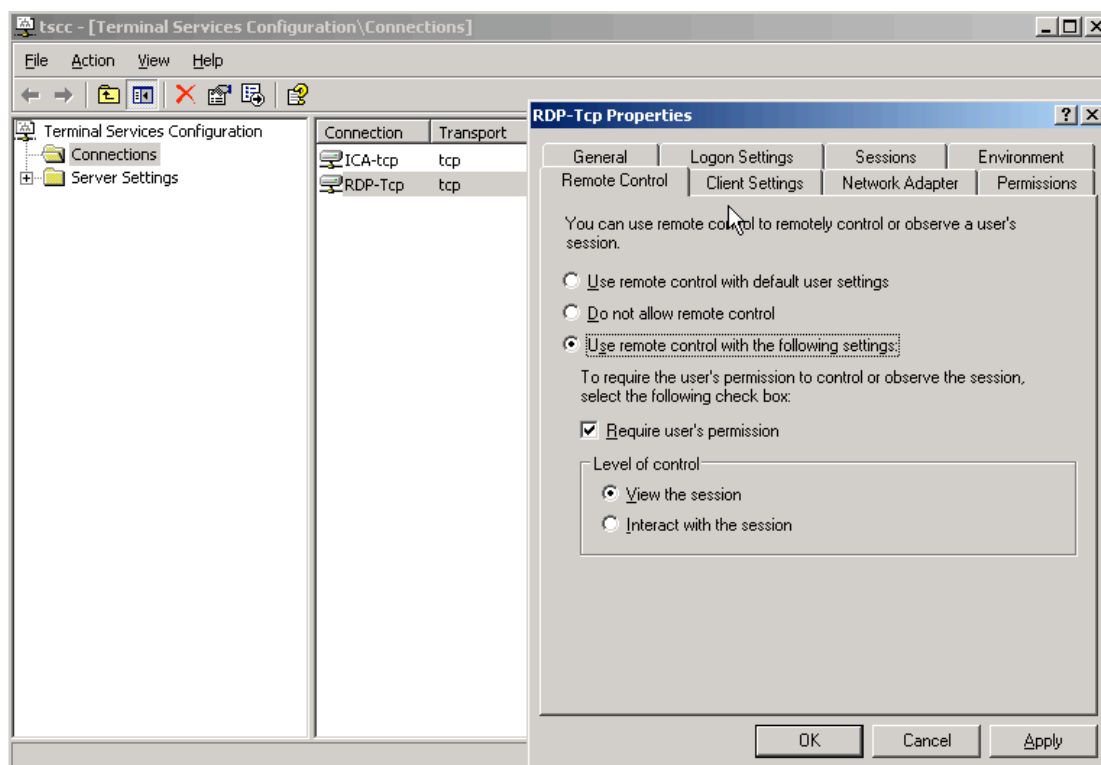 tscc - [Terminal Services Configuration\Connections]
File Action View Help
Terminal Services Configuration
Connections
Server Settings
Connection Transport
ICA-tcp tcp
RDP-Tcp tcp
RDP-Tcp Properties
General Logon Settings Sessions Environment
Remote Control Client Settings Network Adapter Permissions
You can use remote control to remotely control or observe a user's
session.
Use remote control with default user settings
Do not allow remote control
Use remote control with the following settings:
To require the user's permission to control or observe the session,
select the following check box:
Require user's permission
Level of control
View the session
Interact with the session
OK Cancel Apply